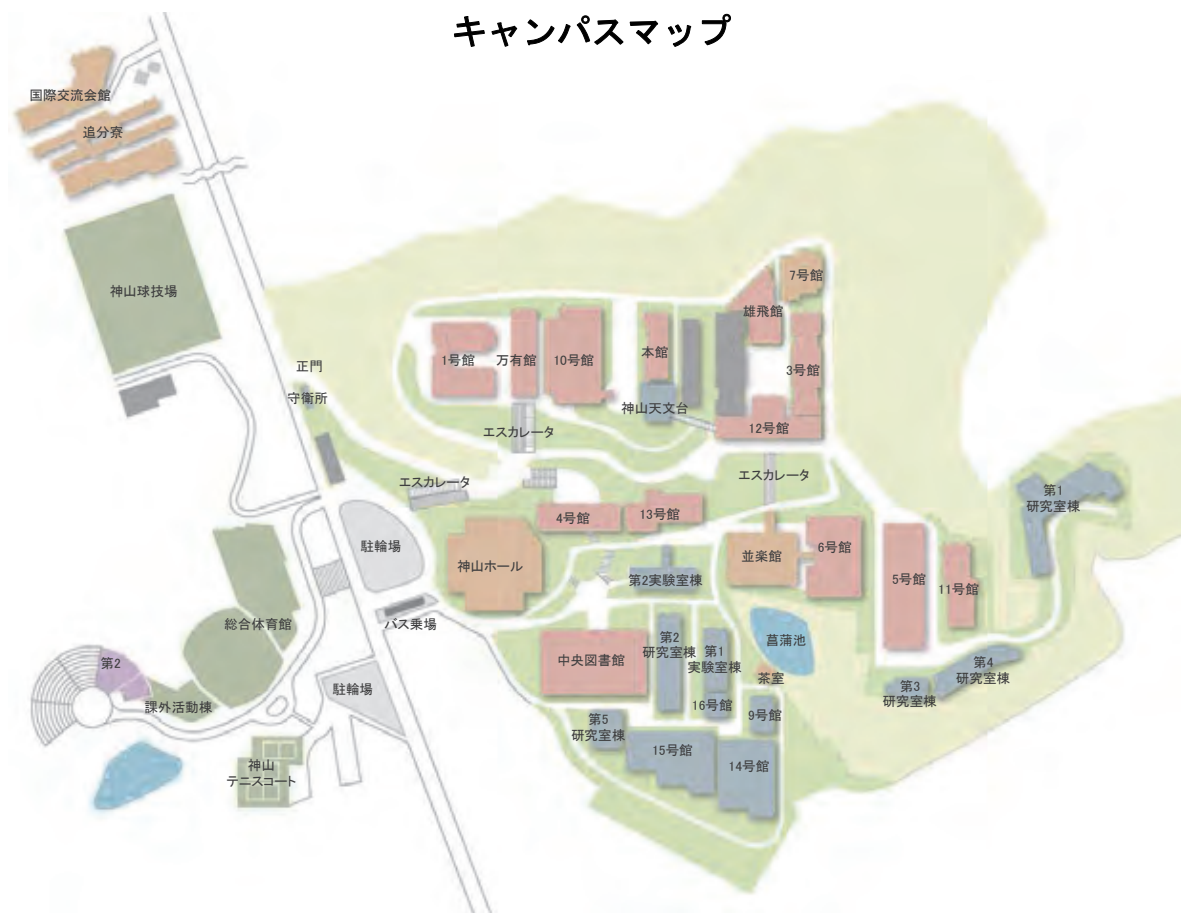 キャンパスマップ
国際交流会館
追分寮
神山球技場
正門
守衛所
1号館
万有館
10号館
本館
雄飛館
7号館
3号館
神山天文台
12号館
エスカレータ
エスカレータ
エスカレータ
4号館
13号館
駐輪場
神山ホール
第2実験室棟
並楽館
6号館
5号館
11号館
第1
研究室棟
バス乗場
総合体育館
第2
課外活動棟
駐輪場
中央図書館
第2
研究室棟
第1
実験室棟
16号館
菖蒲池
茶室
9号館
第3
研究室棟
第4
研究室棟
第5
研究室棟
15号館
14号館
神山
テニスコート